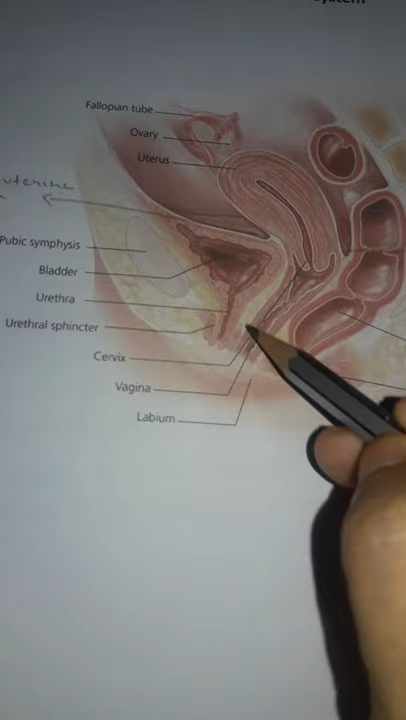 Fallopian tube
Ovary
Uterus
uterine
Pubic symphysis
Bladder
Urethra
Urethral sphincter
Cervix
Vagina
Labium